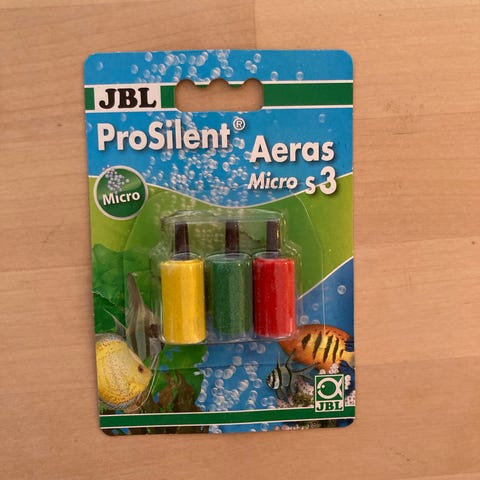 JBL
ProSilent® Aeras
Micro s3
Micro
JBL